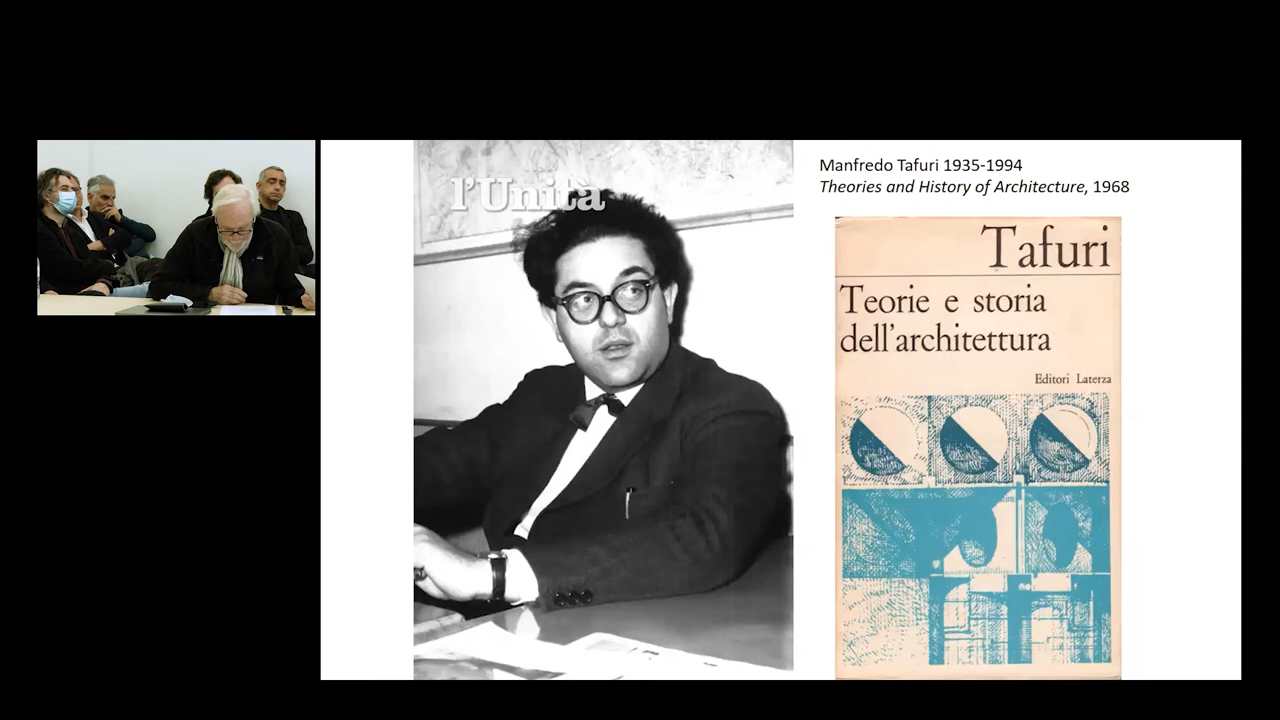 l'Unità
Manfredo Tafuri 1935-1994
Theories and History of Architecture, 1968
Tafuri
Teorie e storia
dell'architettura
Editori Laterza